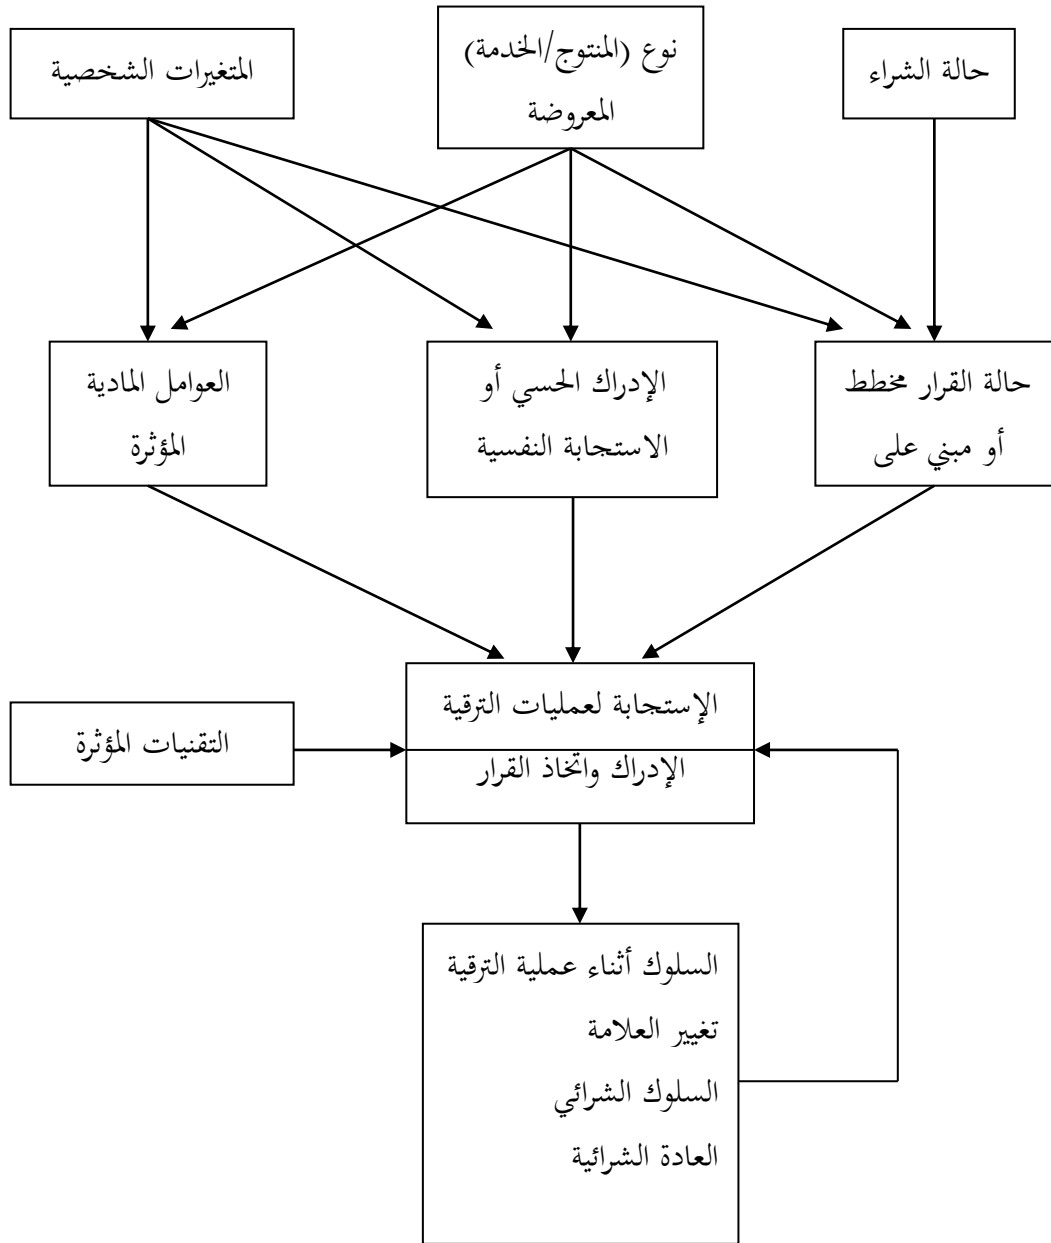 حالة الشراء
نوع (المنتوج/الخدمة)
المعروضة
المتغيرات الشخصية
حالة القرار مخطط
أو مبني على
الإدراك الحسي أو
الاستجابة النفسية
العوامل المادية
المؤثرة
الإستجابة لعمليات الترقية
الإدراك واتخاذ القرار
التقنيات المؤثرة
السلوك أثناء عملية الترقية
تغيير العلامة
السلوك الشرائي
العادة الشرائية